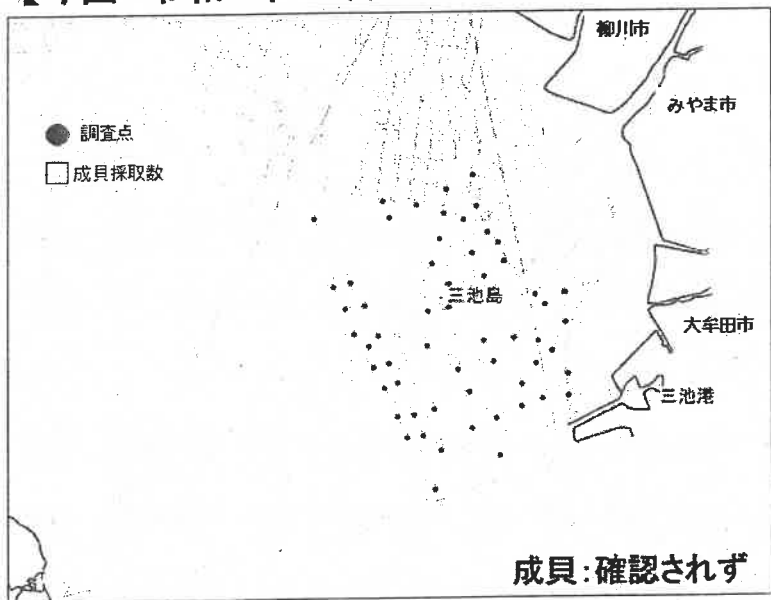 柳川市
みやま市
調査点
成貝採取数
三池島
大牟田市
三池港
成貝:確認されず